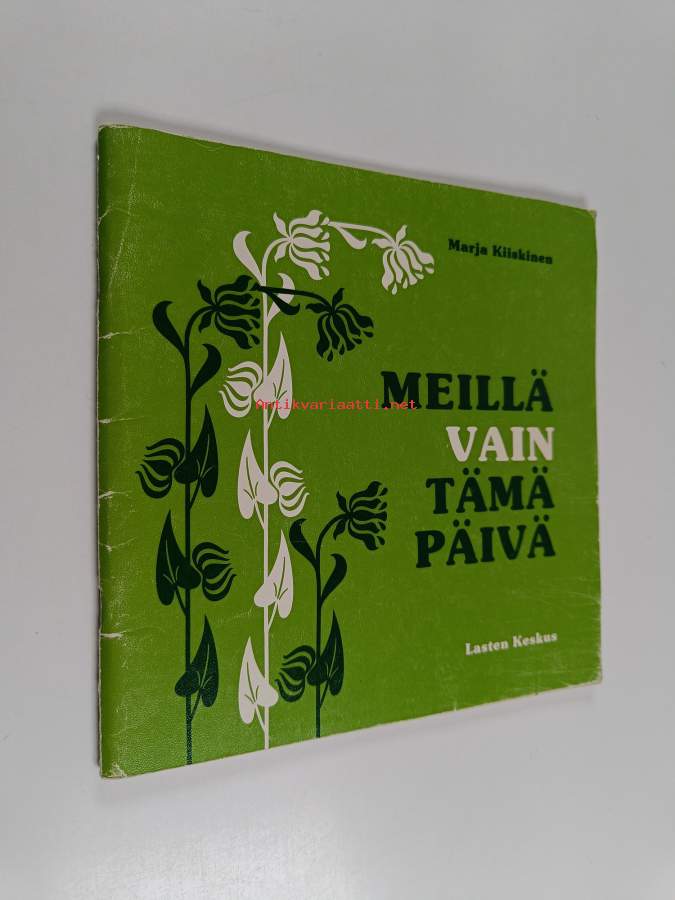 Marja Kiiskinen
MEILLÄ
Antikvariaatti.net
VAIN
TÄMÄ
PÄIVÄ
Lasten Keskus